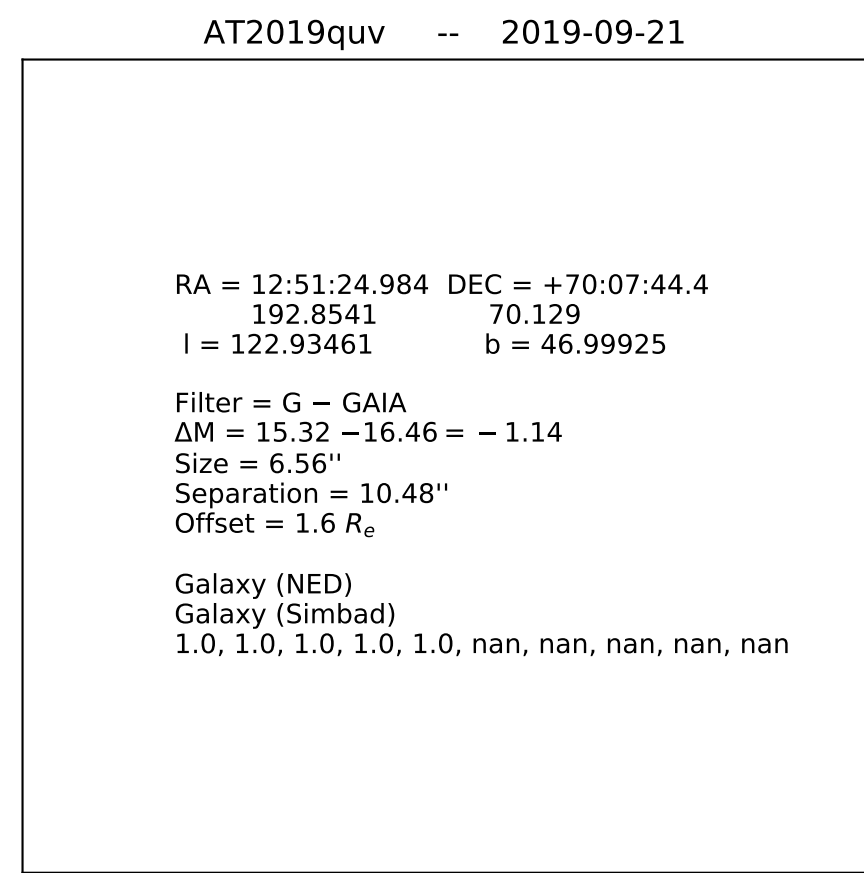 AT2019quv -- 2019-09-21
RA = 12:51:24.984 DEC = +70:07:44.4
192.8541 70.129
l = 122.93461 b = 46.99925
Filter = G − GAIA
ΔM = 15.32 −16.46 = − 1.14
Size = 6.56''
Separation = 10.48''
Offset = 1.6 Rₑ
Galaxy (NED)
Galaxy (Simbad)
1.0, 1.0, 1.0, 1.0, 1.0, nan, nan, nan, nan, nan